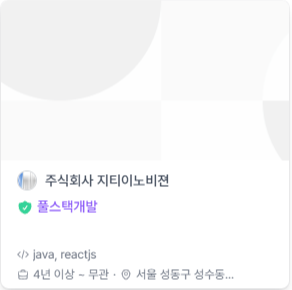 주식회사 지티이노비젼
풀스택개발
java, reactjs
4년 이상 ~ 무관 · 서울 성동구 성수동...